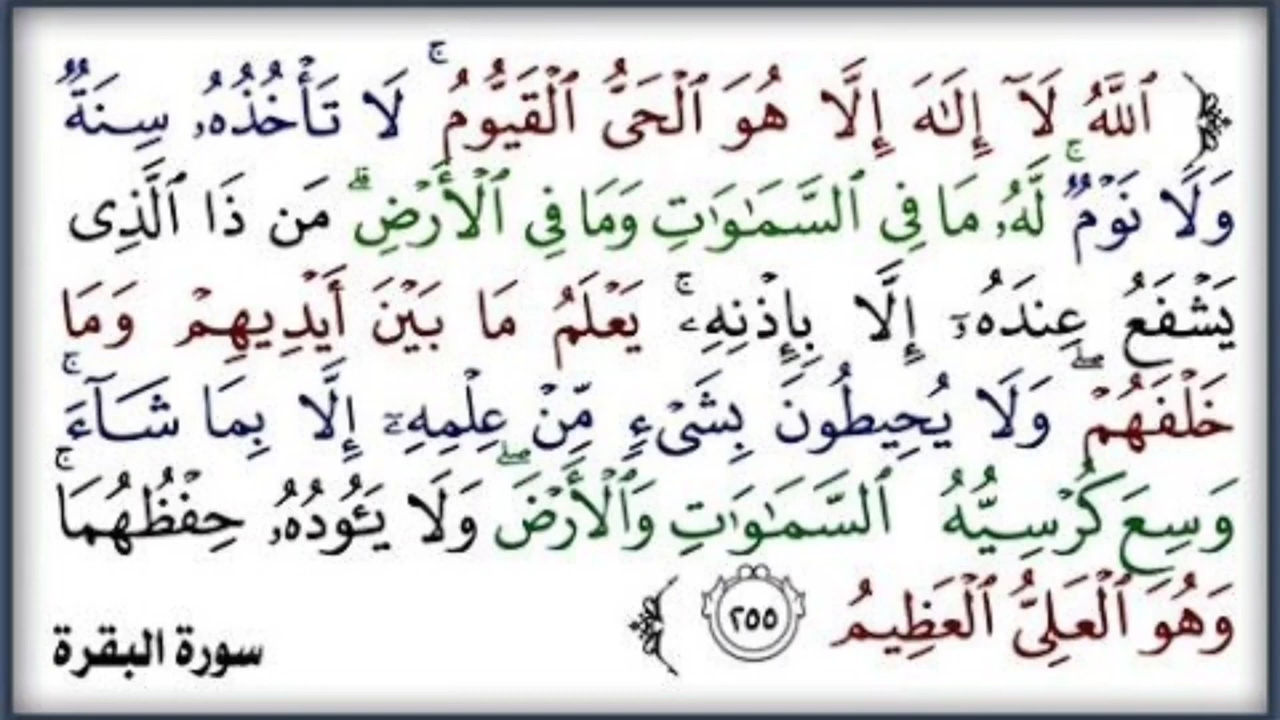 ﴿ ٱللَّهُ لَآ إِلَـٰهَ إِلَّا هُوَ ٱلْحَىُّ ٱلْقَيُّومُ ۚ لَا تَأْخُذُهُۥ سِنَةٌ
وَلَا نَوْمٌ ۚ لَّهُۥ مَا فِى ٱلسَّمَـٰوَٰتِ وَمَا فِى ٱلْأَرْضِ ۗ مَن ذَا ٱلَّذِى
يَشْفَعُ عِندَهُۥٓ إِلَّا بِإِذْنِهِۦ ۚ يَعْلَمُ مَا بَيْنَ أَيْدِيهِمْ وَمَا
خَلْفَهُمْ ۖ وَلَا يُحِيطُونَ بِشَىْءٍ مِّنْ عِلْمِهِۦٓ إِلَّا بِمَا شَآءَ ۚ
وَسِعَ كُرْسِيُّهُ ٱلسَّمَـٰوَٰتِ وَٱلْأَرْضَ ۖ وَلَا يَـُٔودُهُۥ حِفْظُهُمَا ۚ
وَهُوَ ٱلْعَلِىُّ ٱلْعَظِيمُ ٢٥٥ ﴾
سورة البقرة